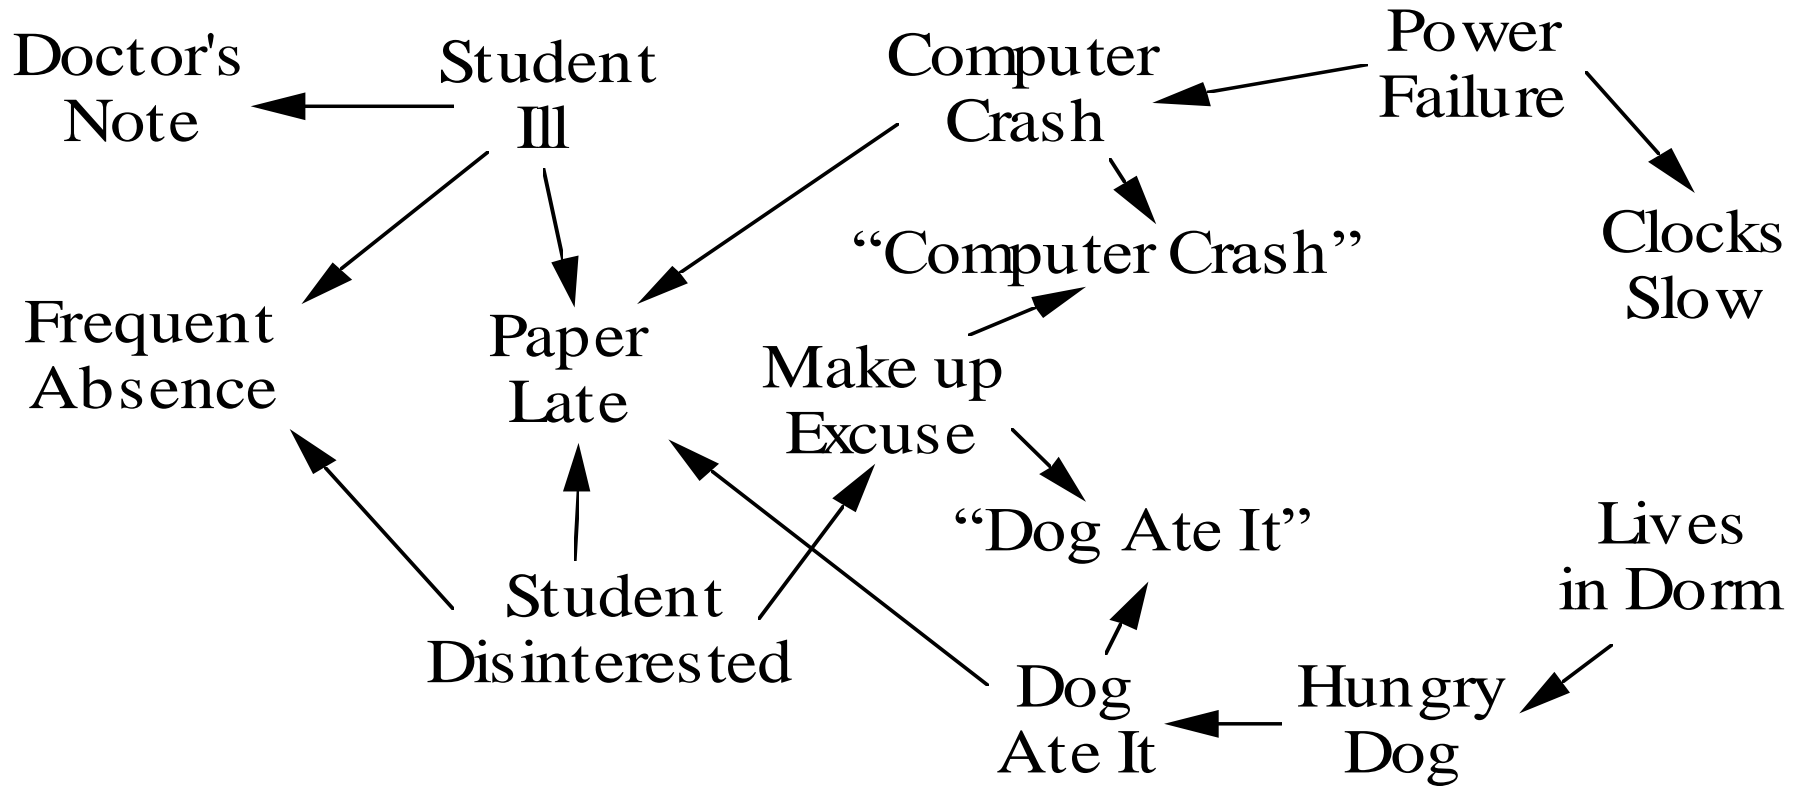 Doctor's
Note
Student
Ill
Computer
Crash
Power
Failure
“Computer Crash”
Clocks
Slow
Frequent
Absence
Paper
Late
Make up
Excuse
“Dog Ate It”
Lives
in Dorm
Student
Disinterested
Dog
Ate It
Hungry
Dog